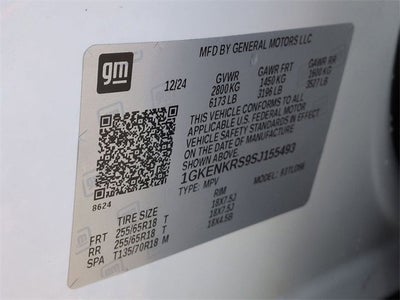 gm
MFD BY GENERAL MOTORS LLC
12/24 GVWR GAWR FRT GAWR RR
2800 KG 1450 KG 1600 KG
6173 LB 3196 LB 3527 LB
THIS VEHICLE CONFORMS TO ALL
APPLICABLE U.S. FEDERAL MOTOR
VEHICLE SAFETY STANDARDS
IN EFFECT ON THE DATE OF MANUFACTURE
SHOWN ABOVE.
1GKENKRS9SJ155493
TYPE: MPV
8624
TIRE SIZE RIM
FRT 255/65R18 T 18X7.5J
RR 255/65R18 T 18X7.5J
SPA T135/70R18 M 18X4.5B
MODEL: